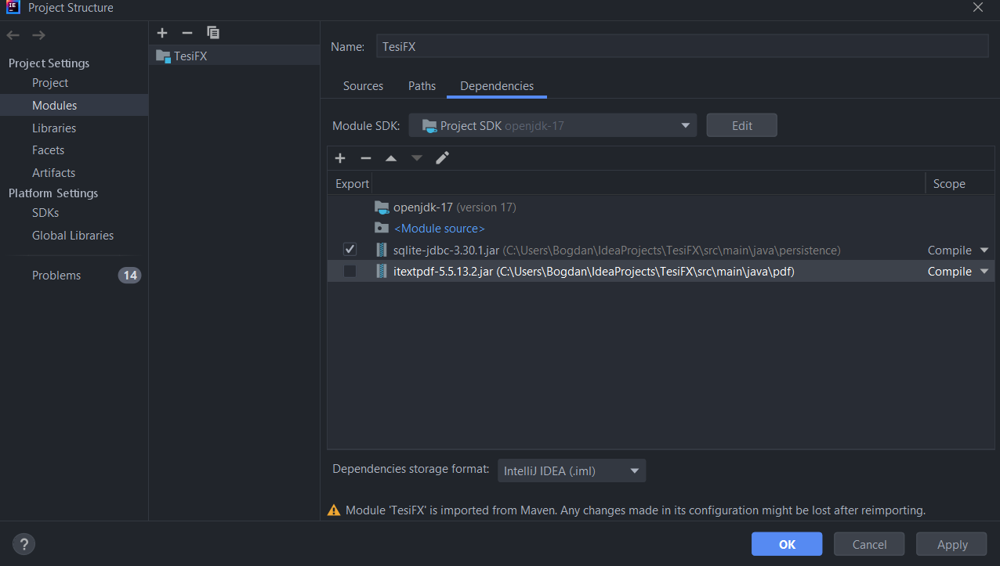 Project Structure
Project Settings
Project
Modules
Libraries
Facets
Artifacts
Platform Settings
SDKs
Global Libraries
Problems 14
TesiFX
Name: TesiFX
Sources Paths Dependencies
Module SDK: Project SDK openjdk-17 Edit
Export Scope
openjdk-17 (version 17)
<Module source>
sqlite-jdbc-3.30.1.jar (C:\Users\Bogdan\IdeaProjects\TesiFX\src\main\java\persistence) Compile
itextpdf-5.5.13.2.jar (C:\Users\Bogdan\IdeaProjects\TesiFX\src\main\java\pdf) Compile
Dependencies storage format: IntelliJ IDEA (.iml)
Module 'TesiFX' is imported from Maven. Any changes made in its configuration might be lost after reimporting.
? OK Cancel Apply